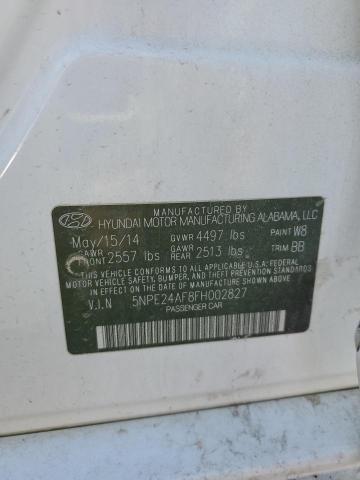 MANUFACTURED BY
HYUNDAI MOTOR MANUFACTURING ALABAMA, LLC
May/15/14 GVWR 4497 lbs PAINT W8
GAWR FRONT 2557 lbs GAWR REAR 2513 lbs TRIM BB
THIS VEHICLE CONFORMS TO ALL APPLICABLE U.S.A. FEDERAL
MOTOR VEHICLE SAFETY, BUMPER, AND THEFT PREVENTION STANDARDS
IN EFFECT ON THE DATE OF MANUFACTURE SHOWN ABOVE.
V.I.N 5NPE24AF8FH002827
PASSENGER CAR